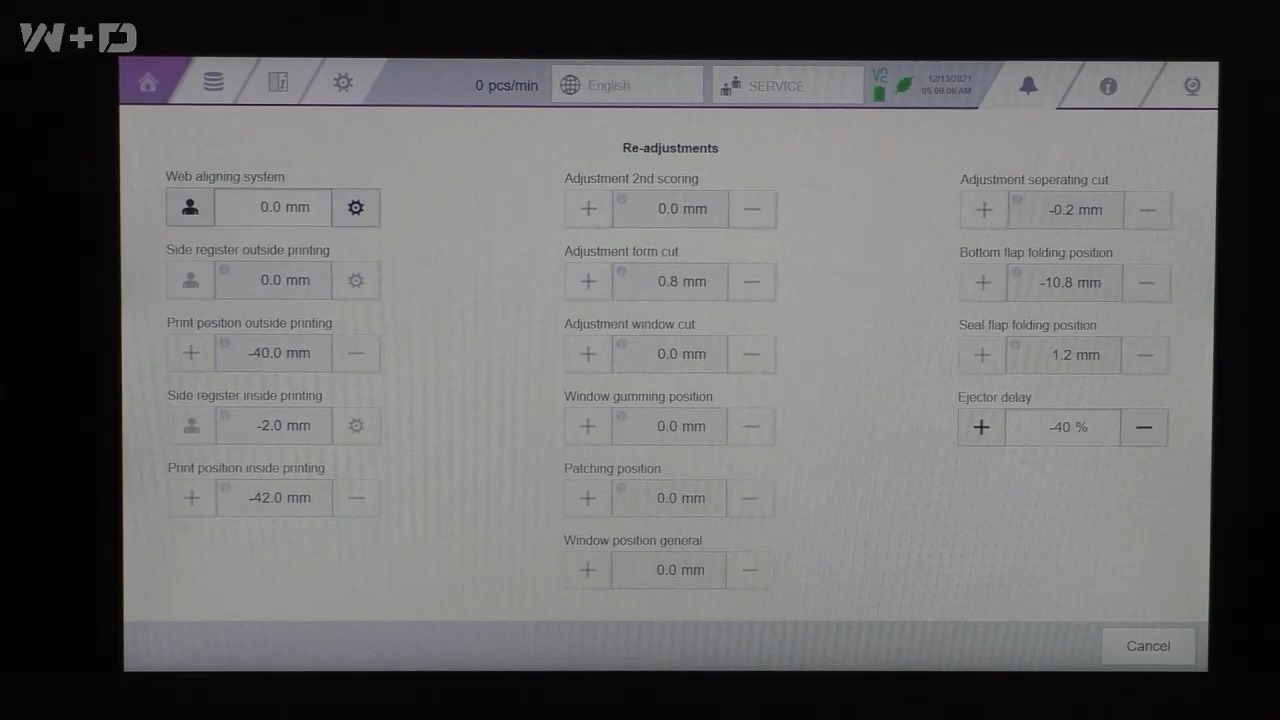 W+D
0 pcs/min
English
SERVICE
V2
12/13/2021
05:09:06 AM
Re-adjustments
Web aligning system
0.0 mm
Side register outside printing
0.0 mm
Print position outside printing
+ -40.0 mm −
Side register inside printing
-2.0 mm
Print position inside printing
+ -42.0 mm −
Adjustment 2nd scoring
+ 0.0 mm −
Adjustment form cut
+ 0.8 mm −
Adjustment window cut
+ 0.0 mm −
Window gumming position
+ 0.0 mm −
Patching position
+ 0.0 mm −
Window position general
+ 0.0 mm −
Adjustment seperating cut
+ -0.2 mm −
Bottom flap folding position
+ -10.8 mm −
Seal flap folding position
+ 1.2 mm −
Ejector delay
+ -40 % −
Cancel